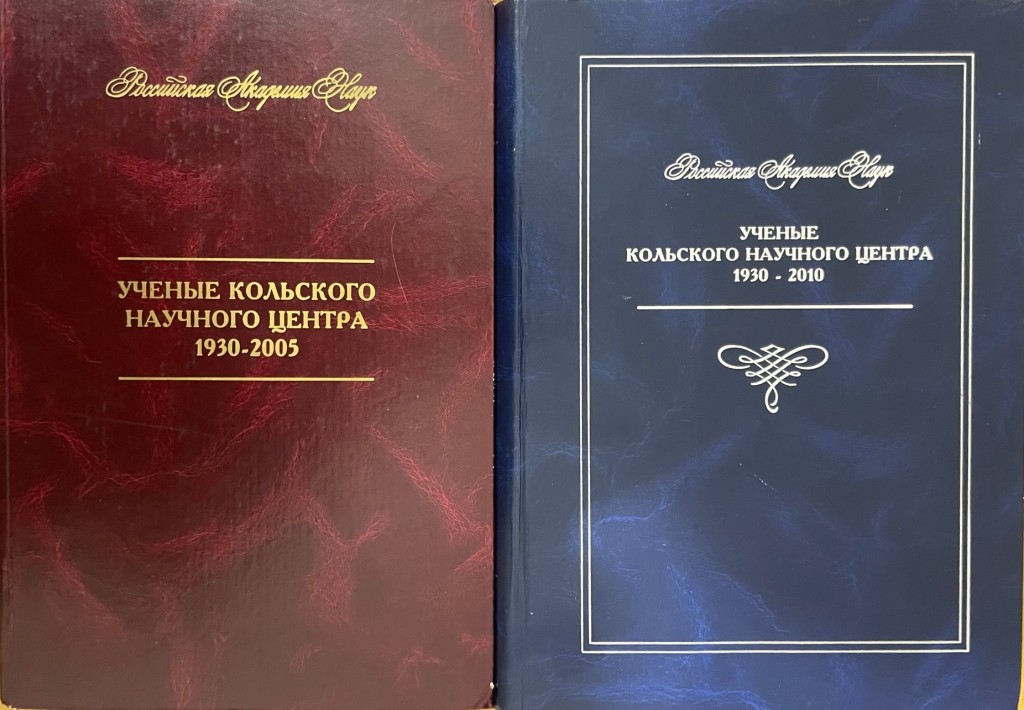 Российская Академия Наук
УЧЕНЫЕ КОЛЬСКОГО
НАУЧНОГО ЦЕНТРА
1930-2005
Российская Академия Наук
УЧЕНЫЕ
КОЛЬСКОГО НАУЧНОГО ЦЕНТРА
1930 - 2010